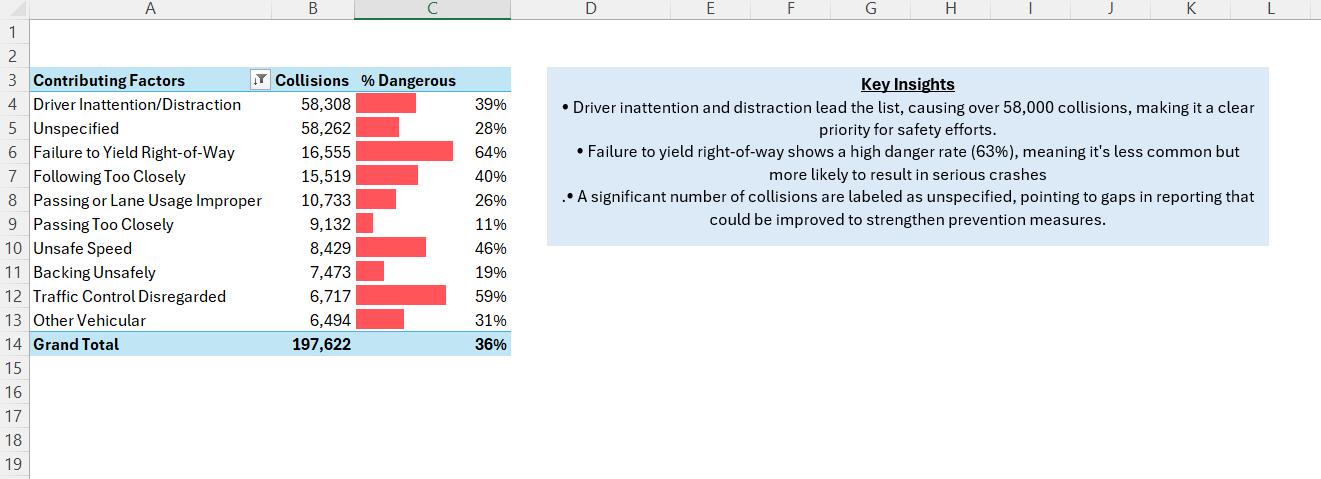 A B C D E F G H I J K L
1
2
3 Contributing Factors Collisions % Dangerous
4 Driver Inattention/Distraction 58,308 39%
5 Unspecified 58,262 28%
6 Failure to Yield Right-of-Way 16,555 64%
7 Following Too Closely 15,519 40%
8 Passing or Lane Usage Improper 10,733 26%
9 Passing Too Closely 9,132 11%
10 Unsafe Speed 8,429 46%
11 Backing Unsafely 7,473 19%
12 Traffic Control Disregarded 6,717 59%
13 Other Vehicular 6,494 31%
14 Grand Total 197,622 36%
15
16
17
18
19
Key Insights
• Driver inattention and distraction lead the list, causing over 58,000 collisions, making it a clear
priority for safety efforts.
• Failure to yield right-of-way shows a high danger rate (63%), meaning it's less common but
more likely to result in serious crashes
.• A significant number of collisions are labeled as unspecified, pointing to gaps in reporting that
could be improved to strengthen prevention measures.